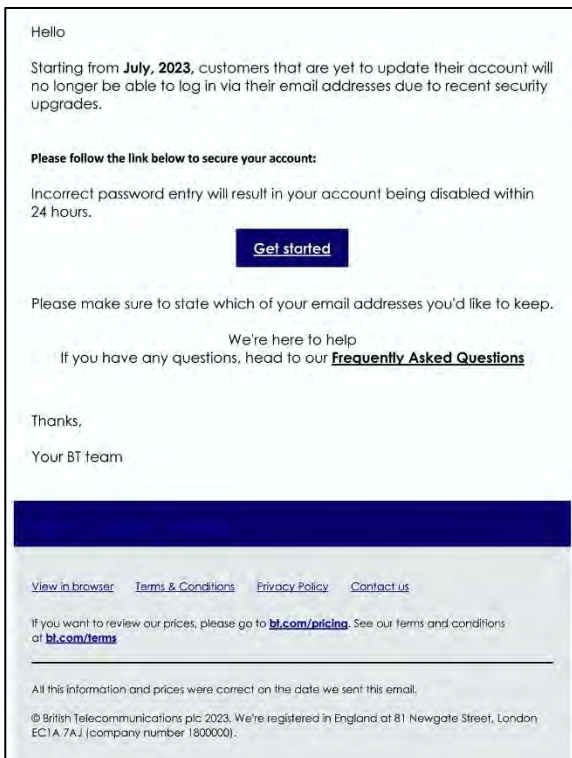 Hello
Starting from July, 2023, customers that are yet to update their account will
no longer be able to log in via their email addresses due to recent security
upgrades.
Please follow the link below to secure your account:
Incorrect password entry will result in your account being disabled within
24 hours.
Get started
Please make sure to state which of your email addresses you'd like to keep.
We're here to help
If you have any questions, head to our Frequently Asked Questions
Thanks,
Your BT team
View in browser Terms & Conditions Privacy Policy Contact us
If you want to review our prices, please go to bt.com/pricing. See our terms and conditions
at bt.com/terms
All this information and prices were correct on the date we sent this email.
© British Telecommunications plc 2023. We're registered in England at 81 Newgate Street, London
EC1A 7AJ (company number 1800000).